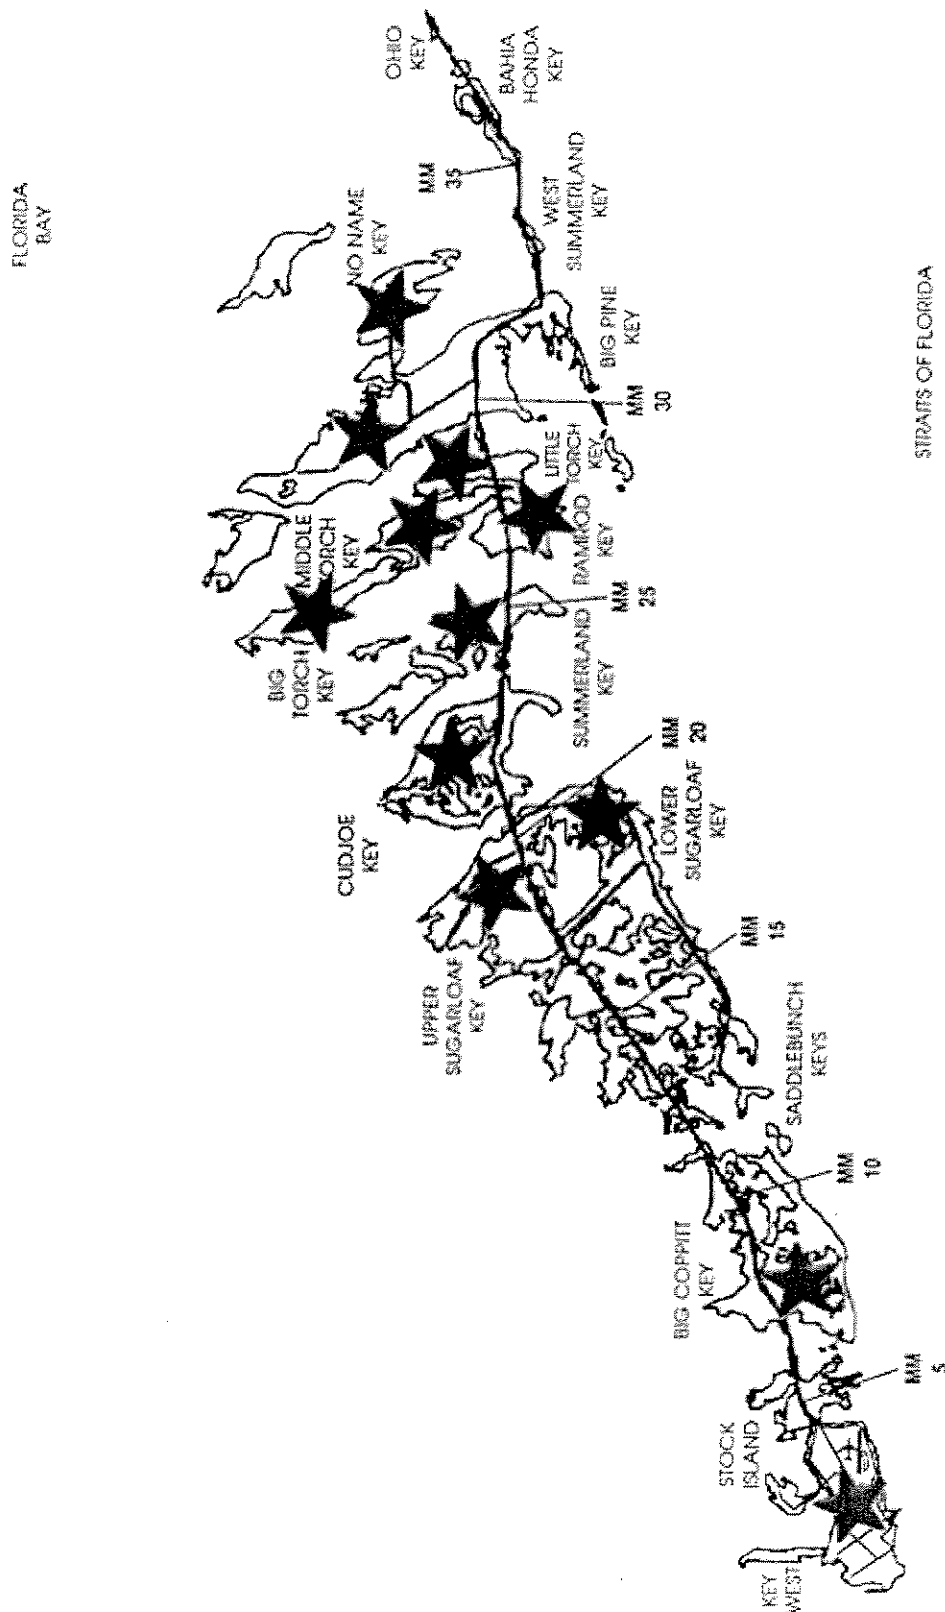 FLORIDA
BAY
OHIO
KEY
BAHIA
HONDA
KEY
MM
35
WEST
SUMMERLAND
KEY
NO NAME
KEY
BIG PINE
KEY
MM
30
LITTLE
TORCH
KEY
MIDDLE
TORCH
KEY
RAMROD
KEY
MM
25
BIG
TORCH
KEY
SUMMERLAND
KEY
CUDJOE
KEY
MM
20
LOWER
SUGARLOAF
KEY
UPPER
SUGARLOAF
KEY
MM
15
SADDLEBUNCH
KEYS
MM
10
BIG COPPITT
KEY
MM
5
STOCK
ISLAND
KEY
WEST
STRAITS OF FLORIDA